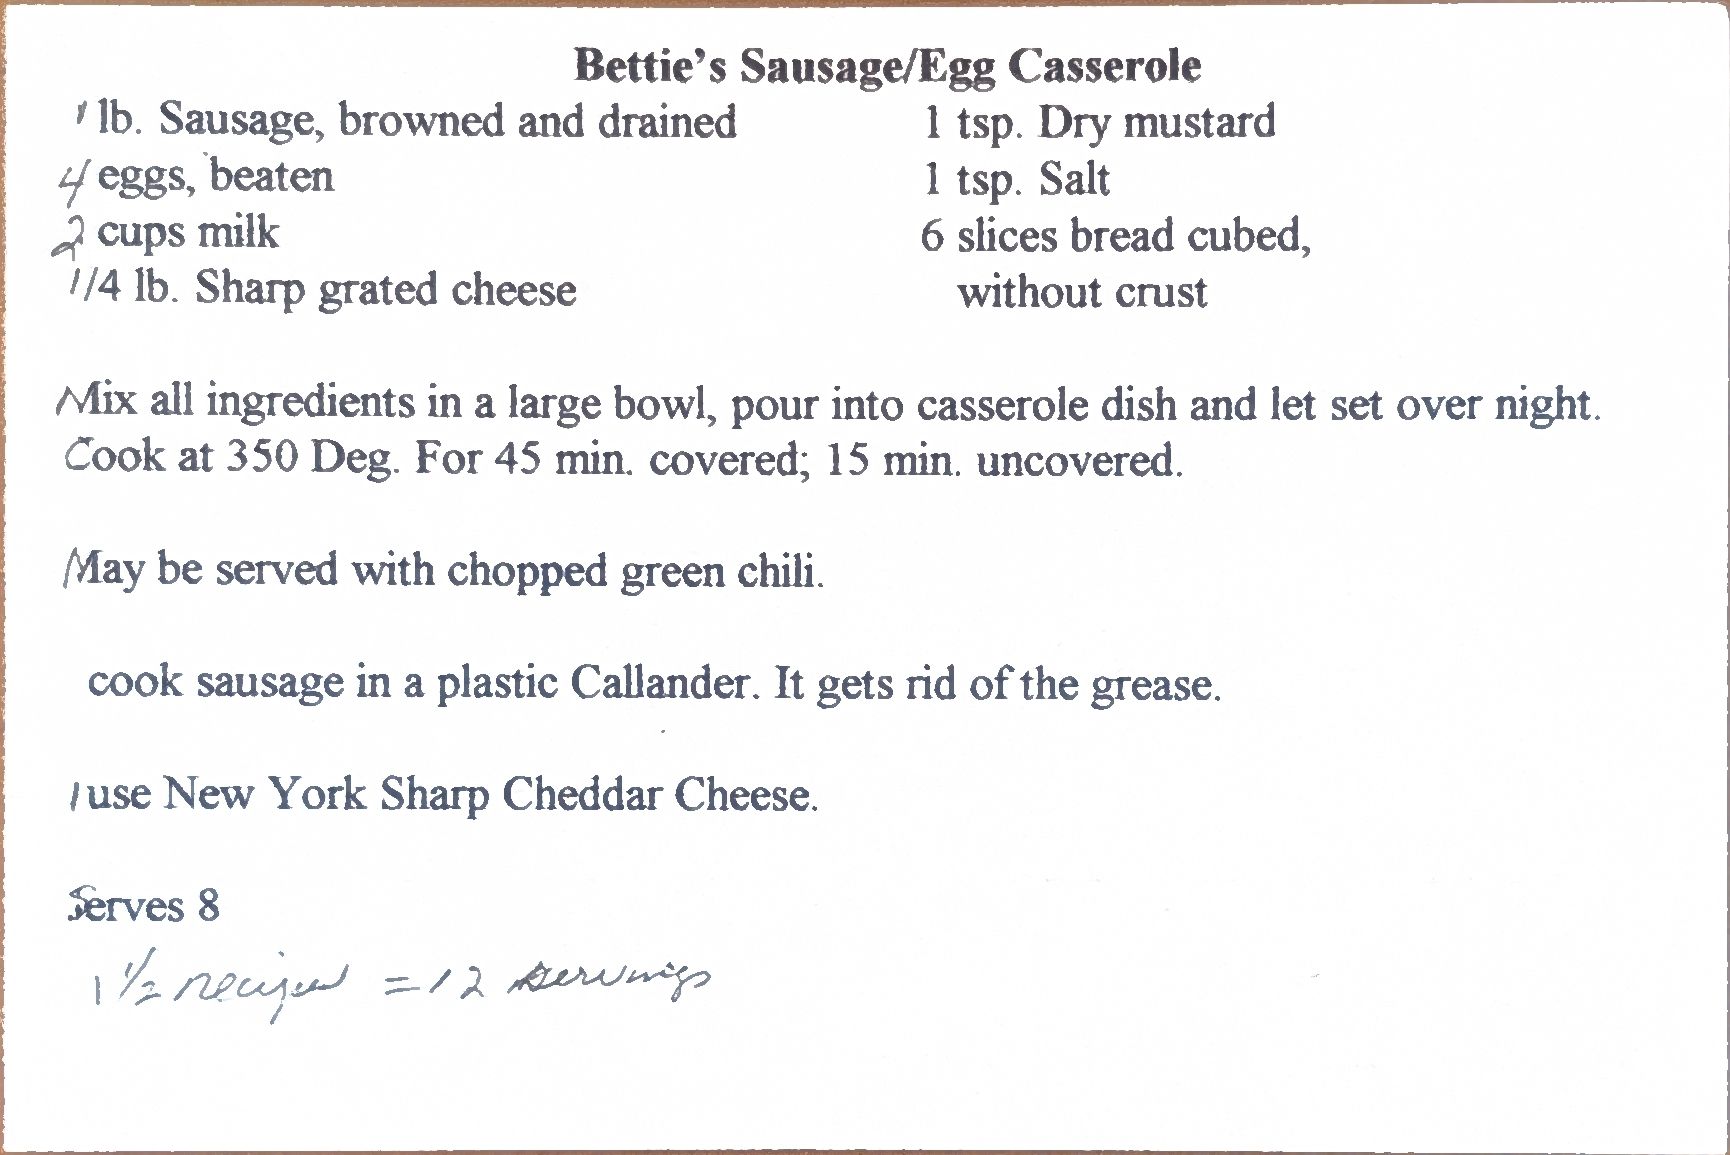 Bettie's Sausage/Egg Casserole
1 lb. Sausage, browned and drained
4 eggs, beaten
2 cups milk
1/4 lb. Sharp grated cheese
1 tsp. Dry mustard
1 tsp. Salt
6 slices bread cubed,
without crust
Mix all ingredients in a large bowl, pour into casserole dish and let set over night.
Cook at 350 Deg. For 45 min. covered; 15 min. uncovered.
May be served with chopped green chili.
cook sausage in a plastic Callander. It gets rid of the grease.
I use New York Sharp Cheddar Cheese.
Serves 8
1 1/2 recipes = 12 servings